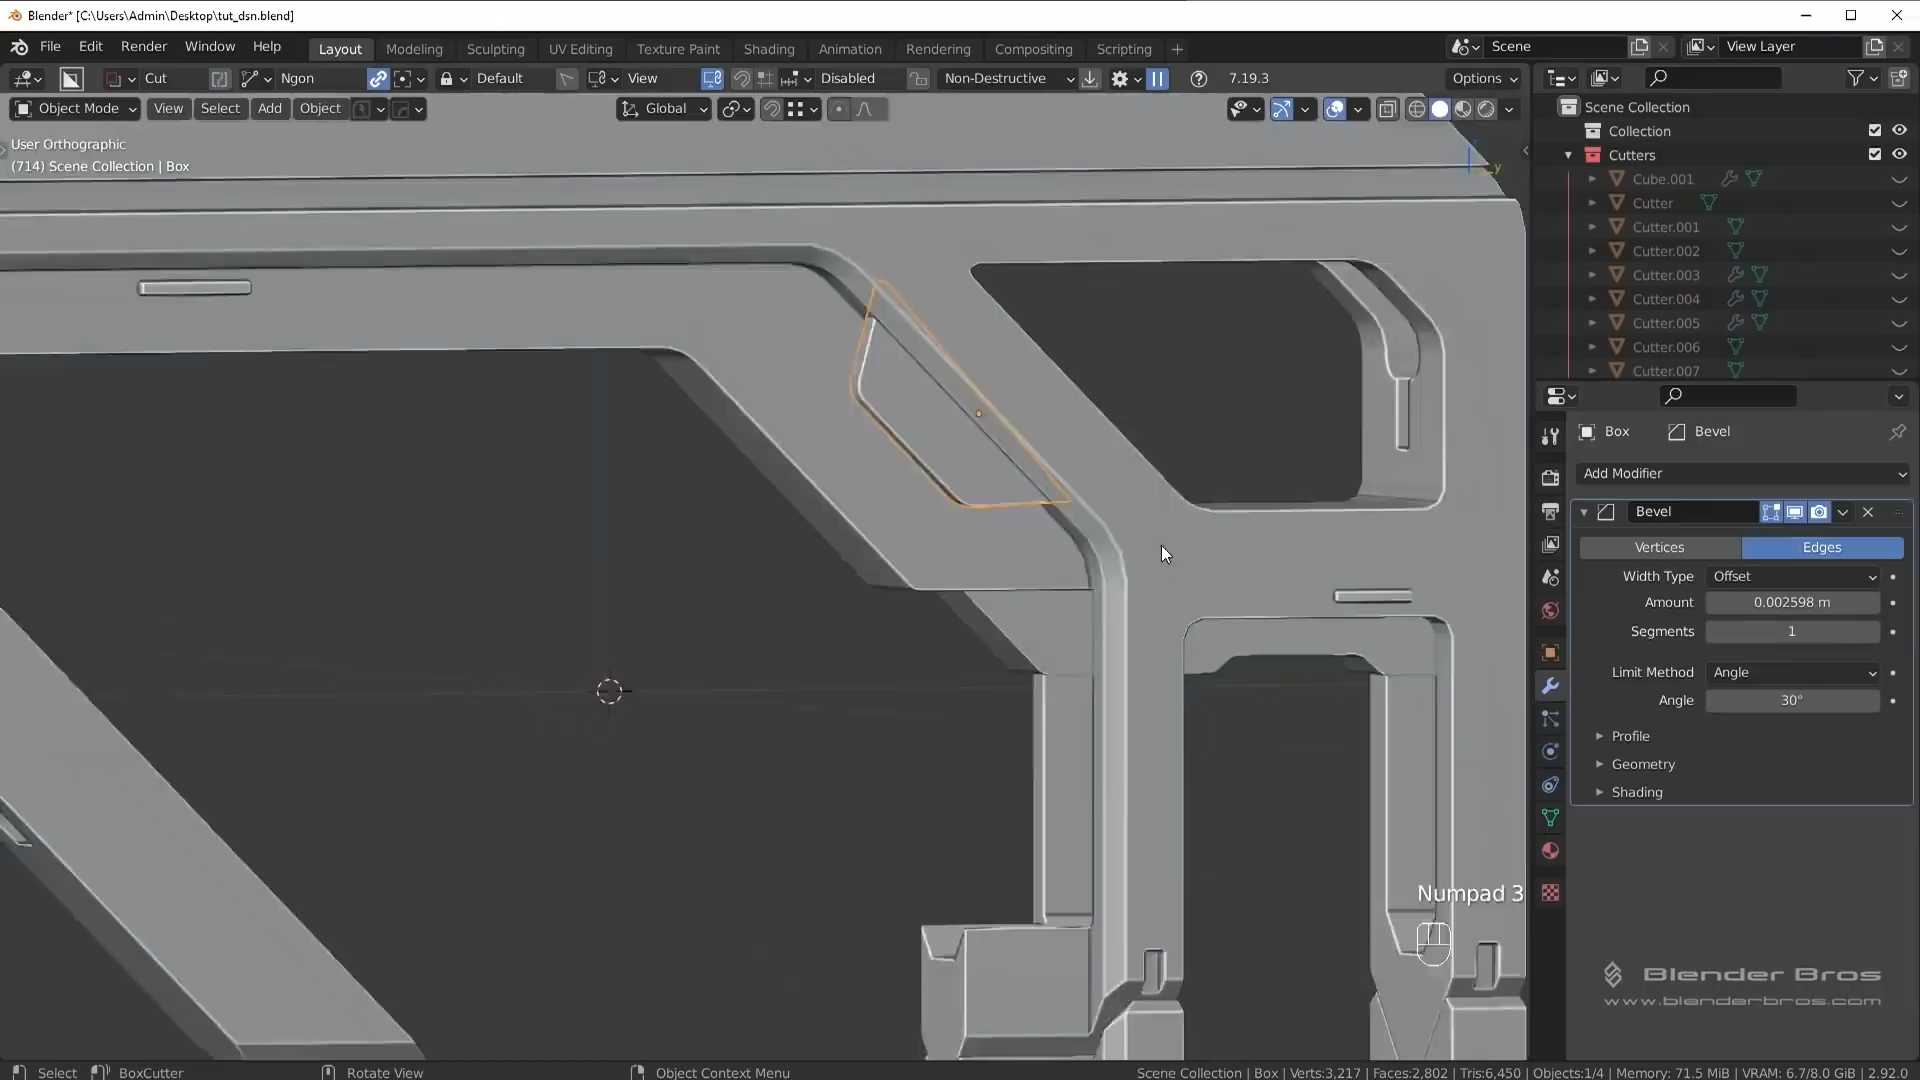 Blender* [C:\Users\Admin\Desktop\tut_dsn.blend]
File Edit Render Window Help Layout Modeling Sculpting UV Editing Texture Paint Shading Animation Rendering Compositing Scripting + Scene View Layer
Cut Ngon Default View Disabled Non-Destructive 7.19.3 Options
Object Mode View Select Add Object Global
User Orthographic
(714) Scene Collection | Box
y
Scene Collection
Collection
Cutters
Cube.001
Cutter
Cutter.001
Cutter.002
Cutter.003
Cutter.004
Cutter.005
Cutter.006
Cutter.007
Box Bevel
Add Modifier
Bevel
Vertices Edges
Width Type Offset
Amount 0.002598 m
Segments 1
Limit Method Angle
Angle 30°
Profile
Geometry
Shading
Numpad 3
Blender Bros
www.blenderbros.com
Select BoxCutter Rotate View Object Context Menu Scene Collection | Box | Verts:3,217 | Faces:2,802 | Tris:6,450 | Objects:1/4 | Memory: 71.5 MiB | VRAM: 6.7/8.0 GiB | 2.92.0